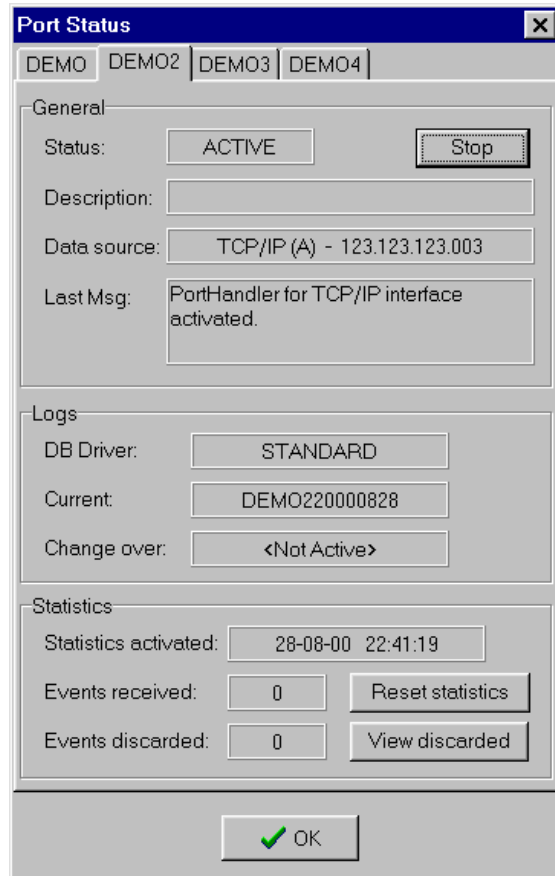 Port Status
DEMO DEMO2 DEMO3 DEMO4
General
Status: ACTIVE Stop
Description:
Data source: TCP/IP (A) - 123.123.123.003
Last Msg: PortHandler for TCP/IP interface
activated.
Logs
DB Driver: STANDARD
Current: DEMO220000828
Change over: <Not Active>
Statistics
Statistics activated: 28-08-00 22:41:19
Events received: 0 Reset statistics
Events discarded: 0 View discarded
OK